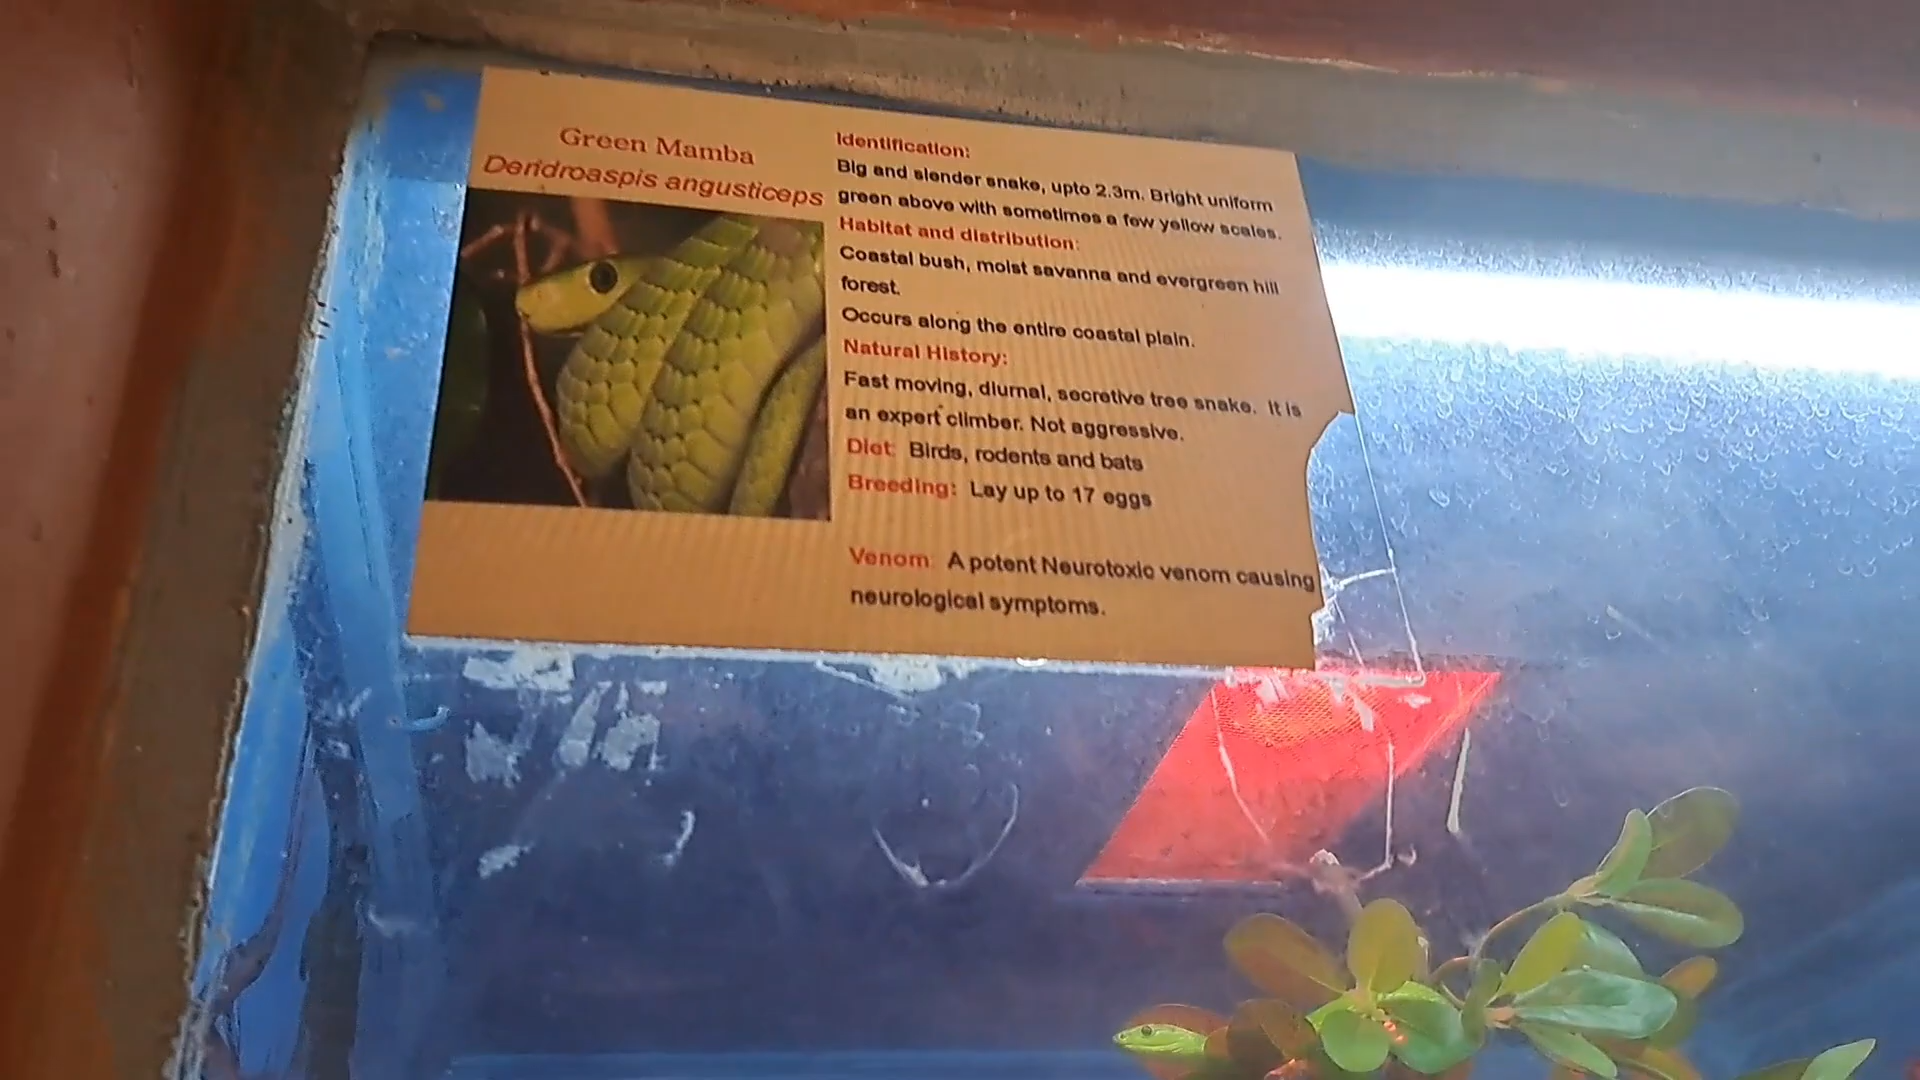 Green Mamba
Dendroaspis angusticeps
Identification:
Big and slender snake, upto 2.3m. Bright uniform
green above with sometimes a few yellow scales.
Habitat and distribution:
Coastal bush, moist savanna and evergreen hill
forest.
Occurs along the entire coastal plain.
Natural History:
Fast moving, diurnal, secretive tree snake. It is
an expert climber. Not aggressive.
Diet: Birds, rodents and bats
Breeding: Lay up to 17 eggs
Venom: A potent Neurotoxic venom causing
neurological symptoms.